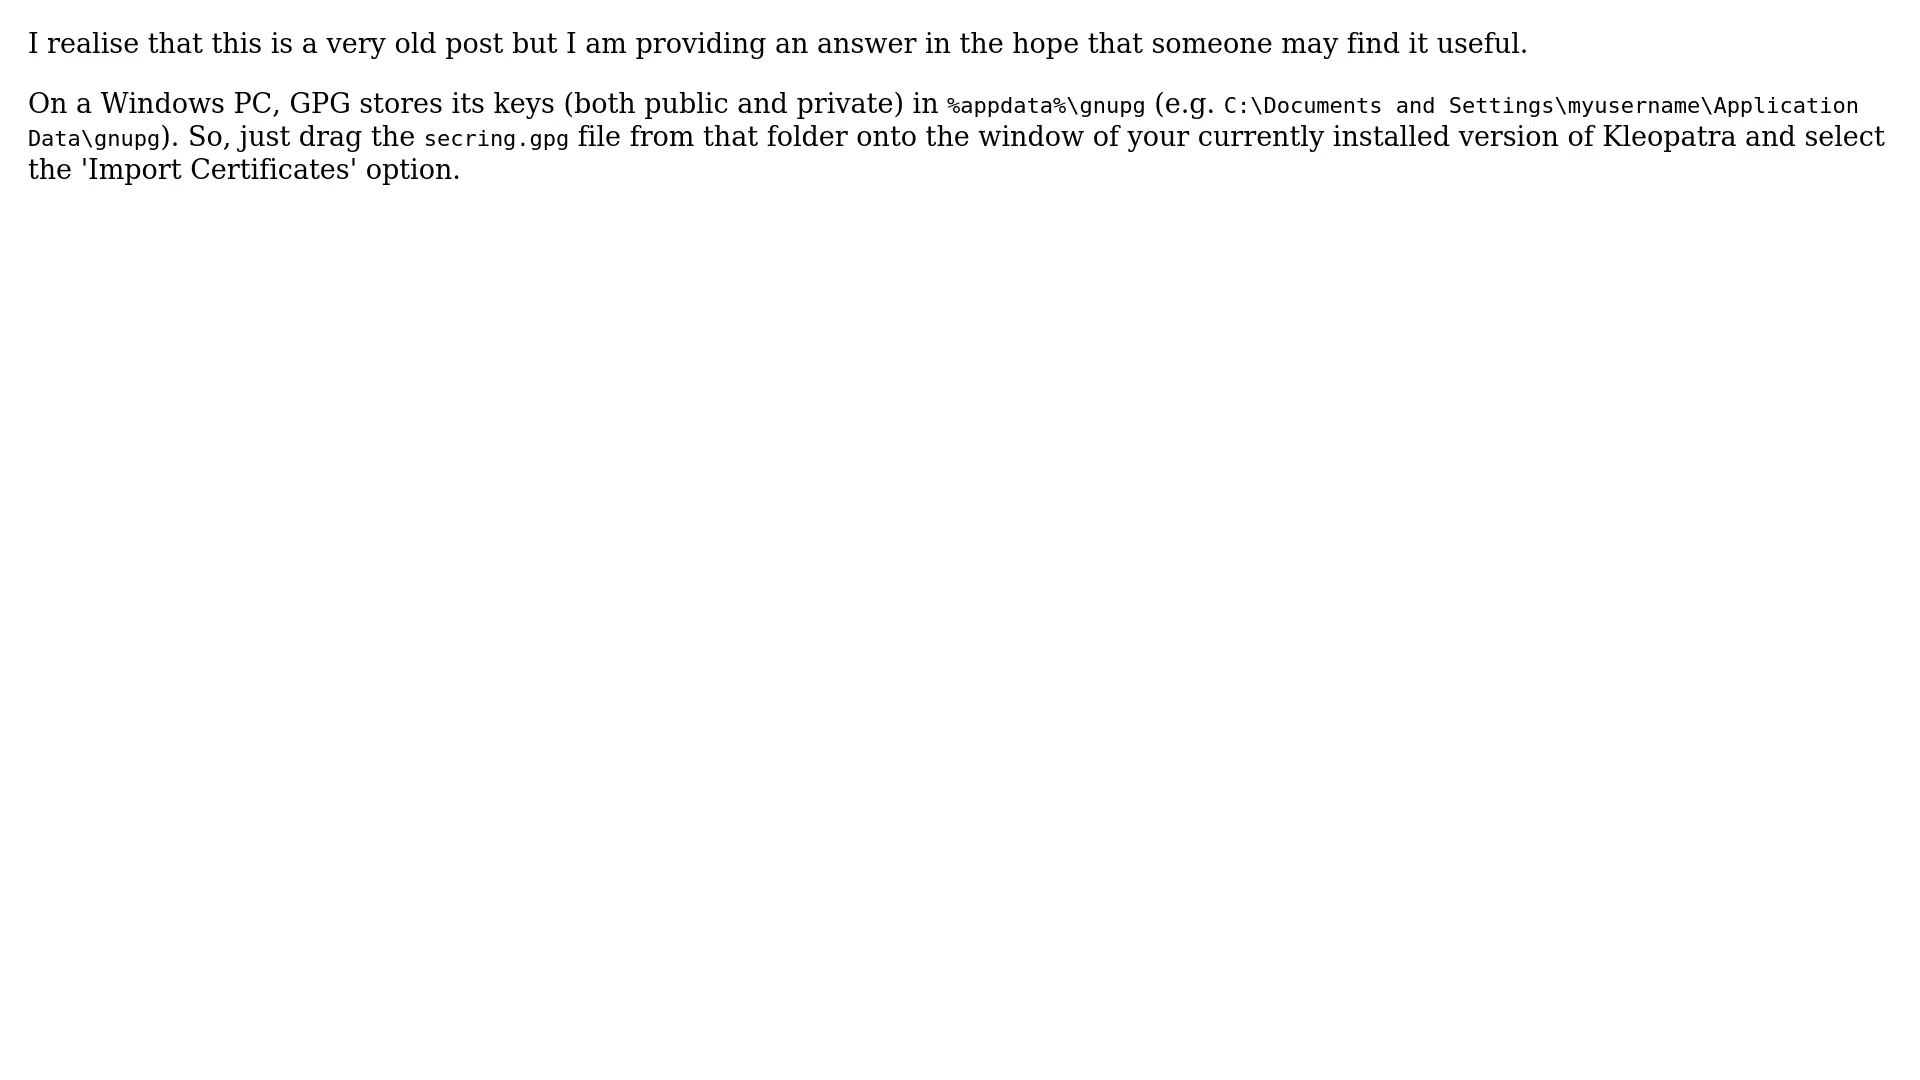 I realise that this is a very old post but I am providing an answer in the hope that someone may find it useful.
On a Windows PC, GPG stores its keys (both public and private) in %appdata%\gnupg (e.g. C:\Documents and Settings\myusername\Application
Data\gnupg). So, just drag the secring.gpg file from that folder onto the window of your currently installed version of Kleopatra and select
the 'Import Certificates' option.